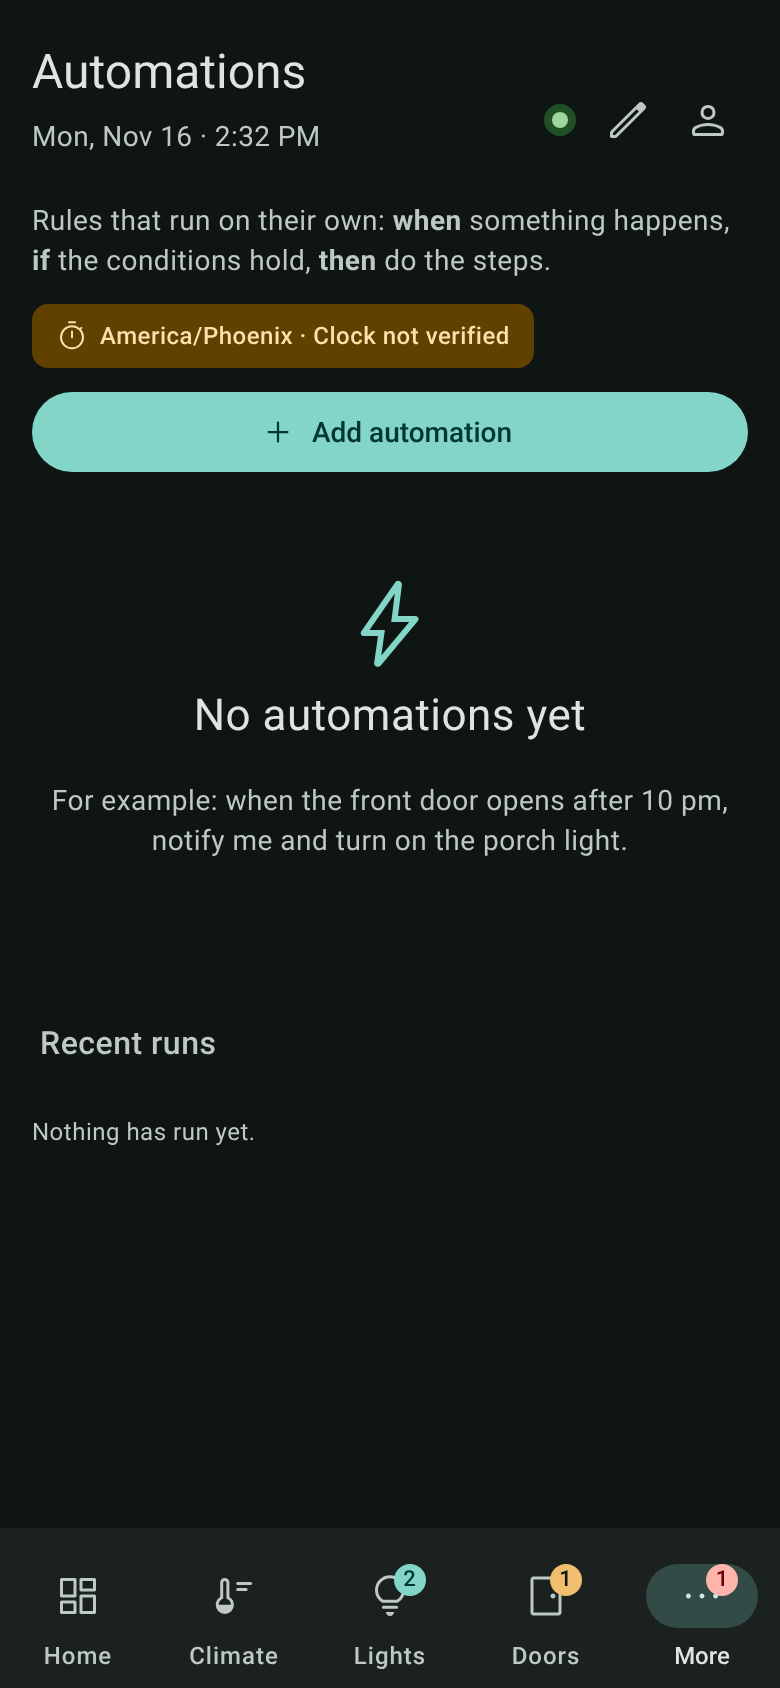 Automations
Mon, Nov 16 · 2:32 PM
Rules that run on their own: when something happens,
if the conditions hold, then do the steps.
America/Phoenix · Clock not verified
Add automation
No automations yet
For example: when the front door opens after 10 pm,
notify me and turn on the porch light.
Recent runs
Nothing has run yet.
2
1
1
Home
Climate
Lights
Doors
More